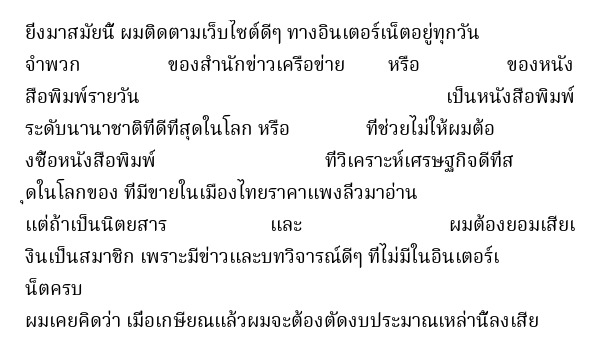 ยิ่งมาสมัยนี้ ผมติดตามเว็บไซต์ดีๆ ทางอินเตอร์เน็ตอยู่ทุกวัน
จำพวก ของสำนักข่าวเครือข่าย หรือ ของหนัง
สือพิมพ์รายวัน เป็นหนังสือพิมพ์
ระดับนานาชาติที่ดีที่สุดในโลก หรือ ที่ช่วยไม่ให้ผมต้อ
งซื้อหนังสือพิมพ์ ที่วิเคราะห์เศรษฐกิจดีที่ส
ุดในโลกของ ที่มีขายในเมืองไทยราคาแพงลิ่วมาอ่าน
แต่ถ้าเป็นนิตยสาร และ ผมต้องยอมเสียเ
งินเป็นสมาชิก เพราะมีข่าวและบทวิจารณ์ดีๆ ที่ไม่มีในอินเตอร์เ
น็ตครบ
ผมเคยคิดว่า เมื่อเกษียณแล้วผมจะต้องตัดงบประมาณเหล่านี้ลงเสีย